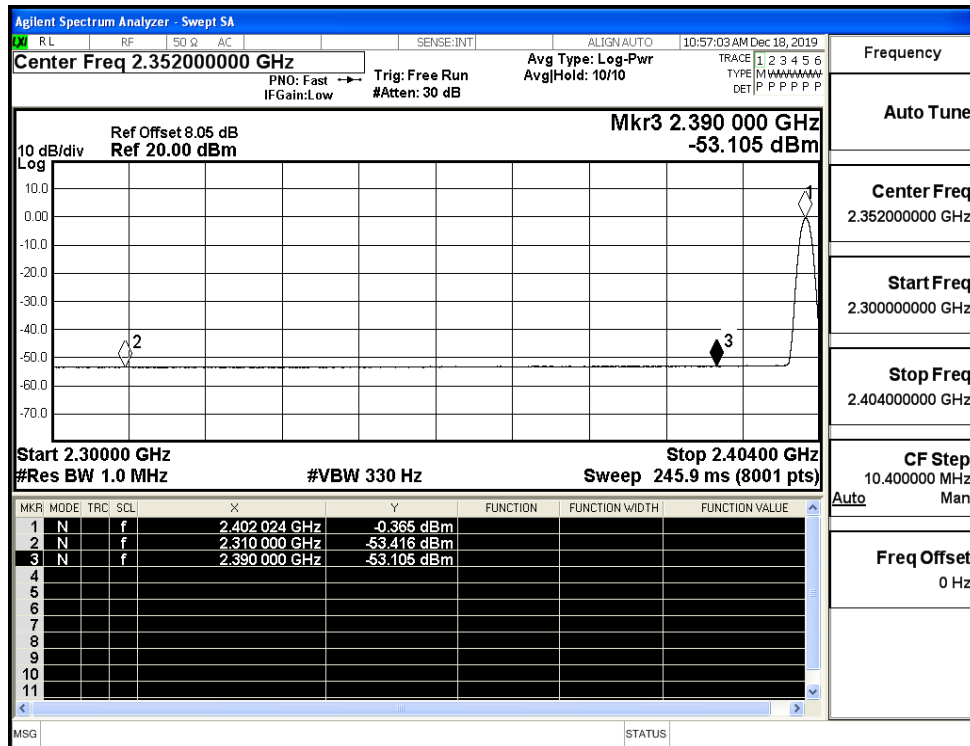 Agilent Spectrum Analyzer - Swept SA
LXI RL RF 50 Ω AC SENSE:INT ALIGN AUTO 10:57:03 AM Dec 18, 2019
Center Freq 2.352000000 GHz
PNO: Fast
IFGain:Low
Trig: Free Run
#Atten: 30 dB
Avg Type: Log-Pwr
Avg|Hold: 10/10
TRACE 1 2 3 4 5 6
TYPE M W W W W W
DET P P P P P P
Ref Offset 8.05 dB
10 dB/div Ref 20.00 dBm
Log
Mkr3 2.390 000 GHz
-53.105 dBm
10.0
0.00
-10.0
-20.0
-30.0
-40.0
-50.0
-60.0
-70.0
1
2
3
Start 2.30000 GHz Stop 2.40400 GHz
#Res BW 1.0 MHz #VBW 330 Hz Sweep 245.9 ms (8001 pts)
MKR MODE TRC SCL X Y FUNCTION FUNCTION WIDTH FUNCTION VALUE
1 N f 2.402 024 GHz -0.365 dBm
2 N f 2.310 000 GHz -53.416 dBm
3 N f 2.390 000 GHz -53.105 dBm
4
5
6
7
8
9
10
11
MSG STATUS
Frequency
Auto Tune
Center Freq
2.352000000 GHz
Start Freq
2.300000000 GHz
Stop Freq
2.404000000 GHz
CF Step
10.400000 MHz
Auto Man
Freq Offset
0 Hz